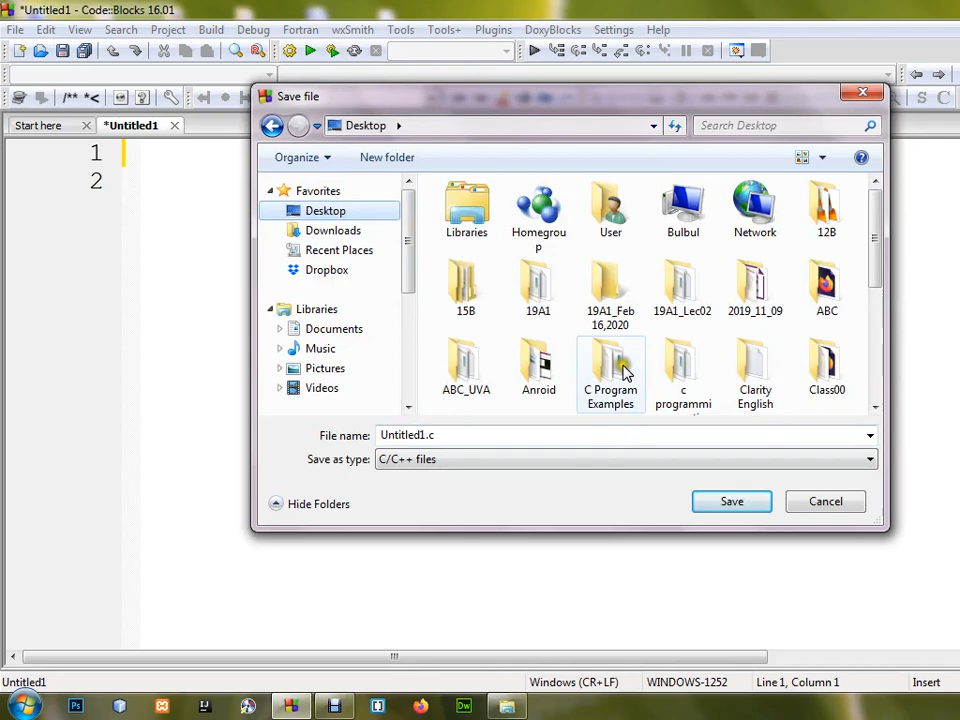 *Untitled1 - Code::Blocks 16.01
File Edit View Search Project Build Debug Fortran wxSmith Tools Tools+ Plugins DoxyBlocks Settings Help
/** *<
S C
Start here
*Untitled1
1
2
Save file
Desktop
Search Desktop
Organize
New folder
Favorites
Desktop
Downloads
Recent Places
Dropbox
Libraries
Documents
Music
Pictures
Videos
Libraries
Homegroup
User
Bulbul
Network
12B
15B
19A1
19A1_Feb 16,2020
19A1_Lec02
2019_11_09
ABC
ABC_UVA
Anroid
C Program Examples
c
Clarity English
Class00
File name: Untitled1.c
Save as type: C/C++ files
Hide Folders
Save
Cancel
Untitled1
Windows (CR+LF)
WINDOWS-1252
Line 1, Column 1
Insert
Ps
IJ
Dw